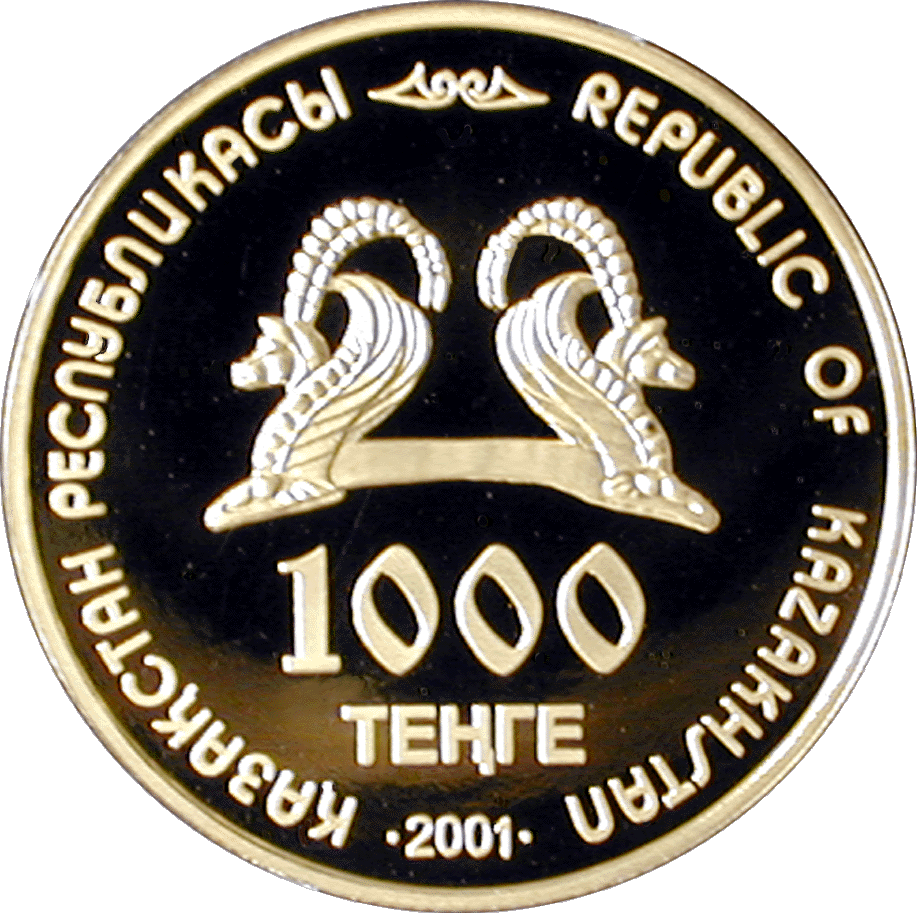 ҚАЗАҚСТАН РЕСПУБЛИКАСЫ
REPUBLIC OF KAZAKHSTAN
1000
ТЕҢГЕ
·2001·